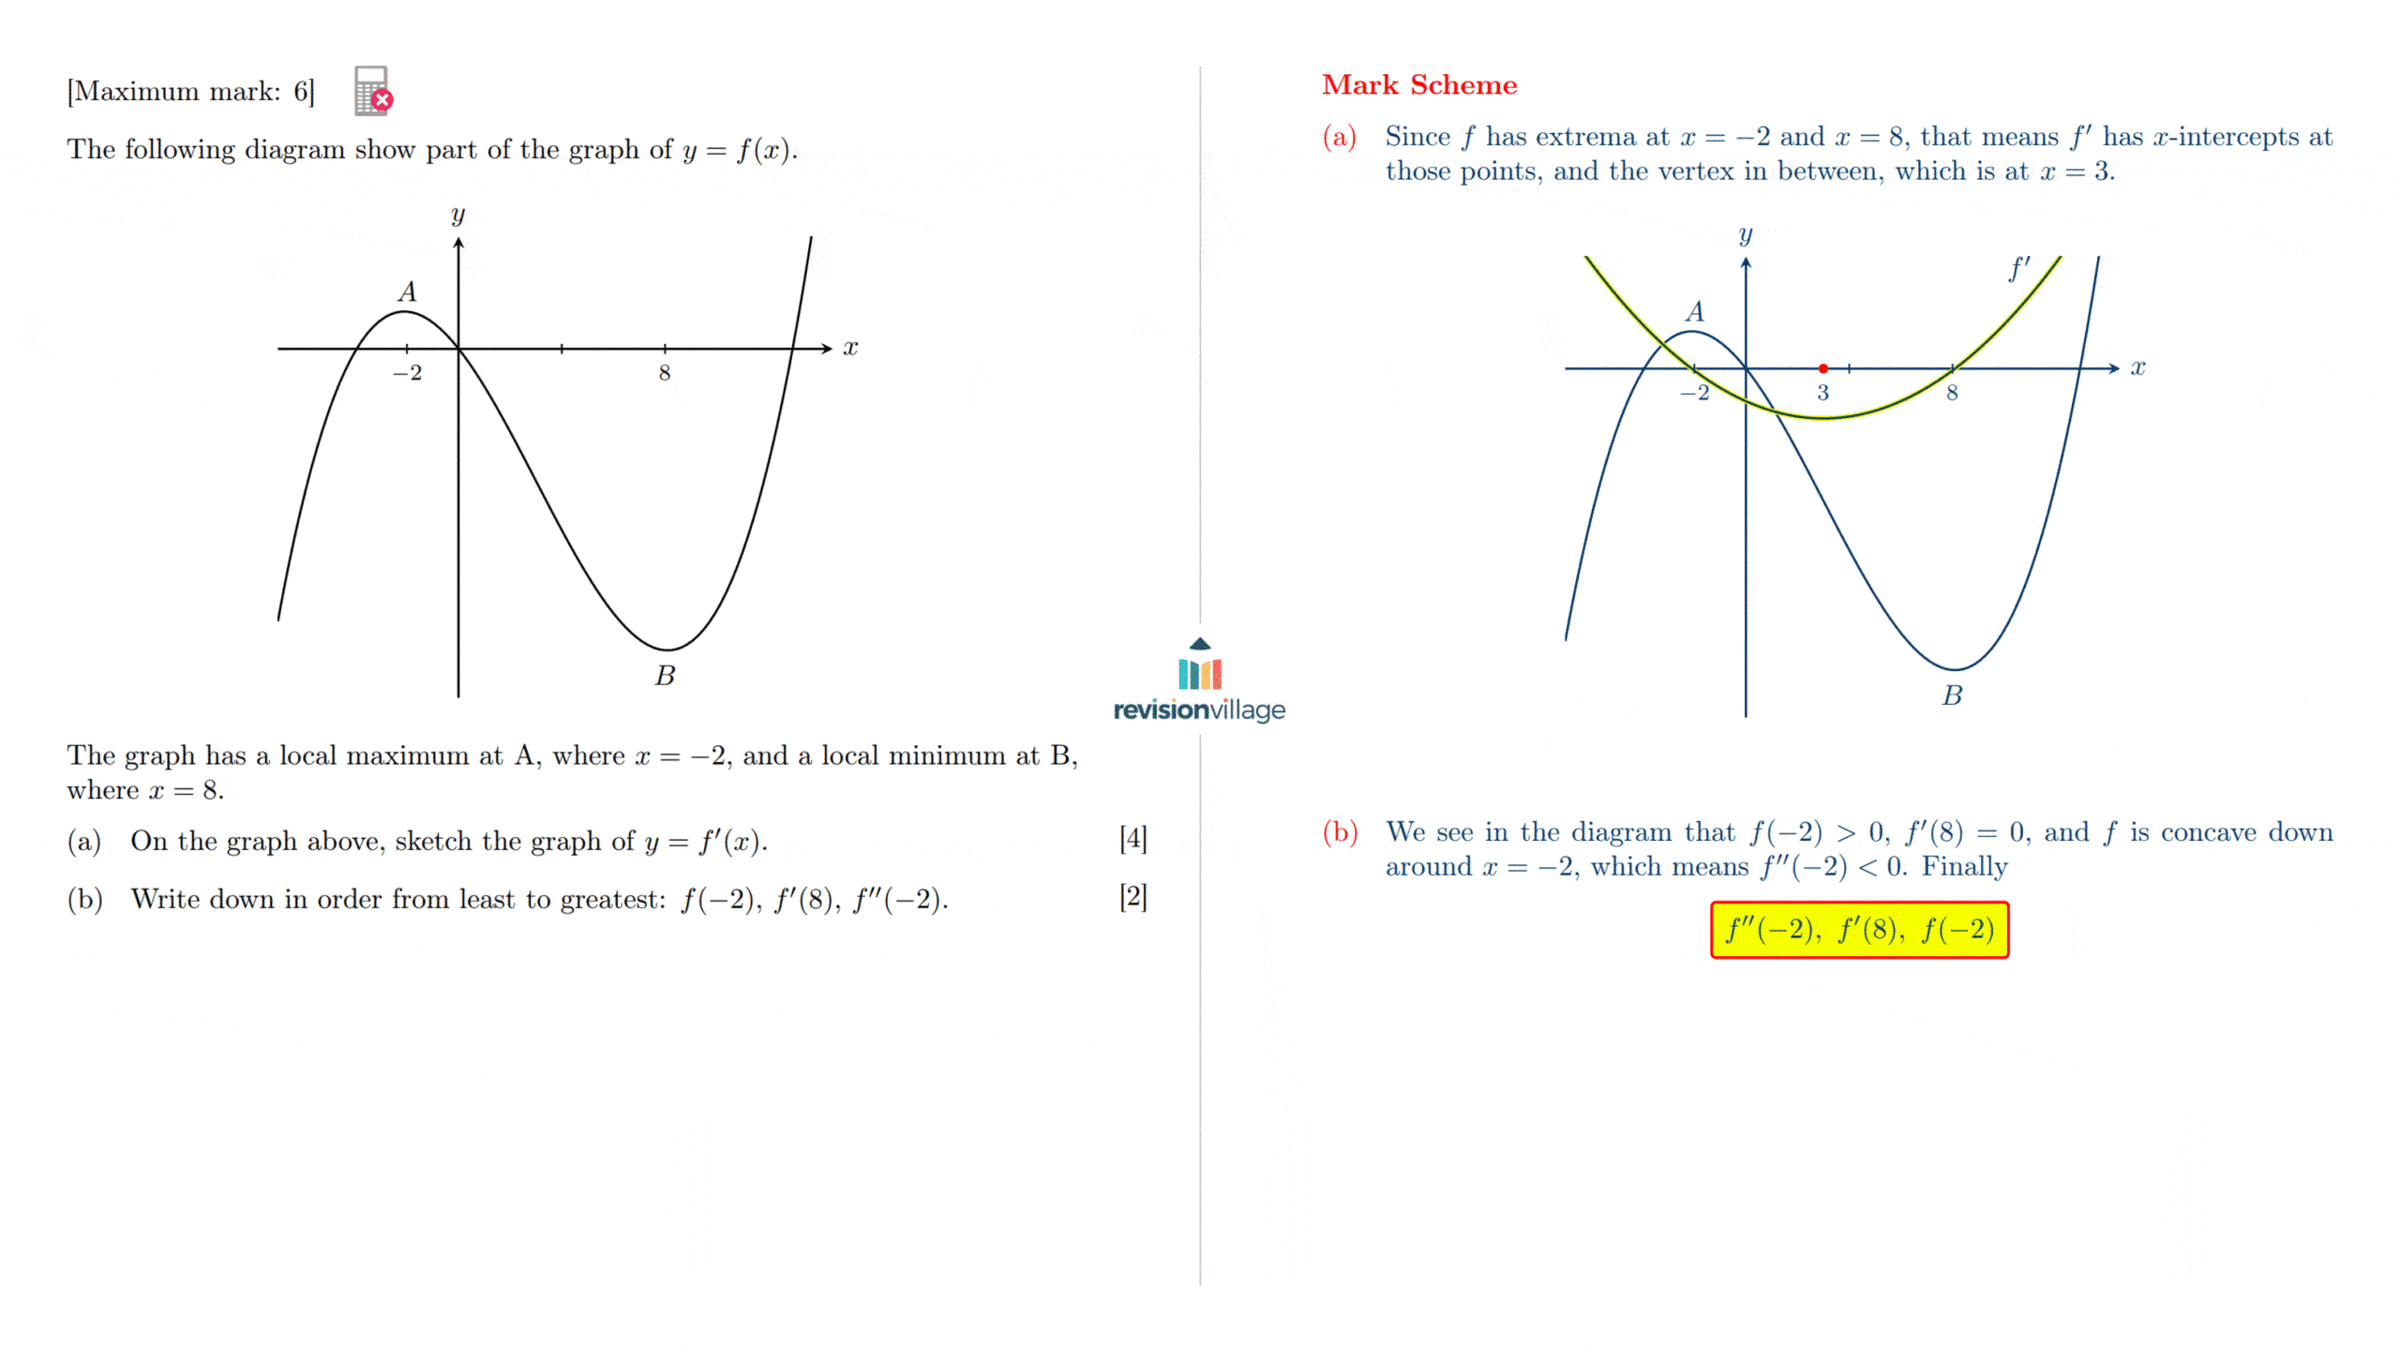 [Maximum mark: 6]
The following diagram show part of the graph of y = f(x).
y
A
x
−2
8
B
The graph has a local maximum at A, where x = −2, and a local minimum at B,
where x = 8.
(a) On the graph above, sketch the graph of y = f′(x). [4]
(b) Write down in order from least to greatest: f(−2), f′(8), f″(−2). [2]
revisionvillage
Mark Scheme
(a) Since f has extrema at x = −2 and x = 8, that means f′ has x-intercepts at
those points, and the vertex in between, which is at x = 3.
y
f′
A
x
−2
3
8
B
(b) We see in the diagram that f(−2) > 0, f′(8) = 0, and f is concave down
around x = −2, which means f″(−2) < 0. Finally
f″(−2), f′(8), f(−2)